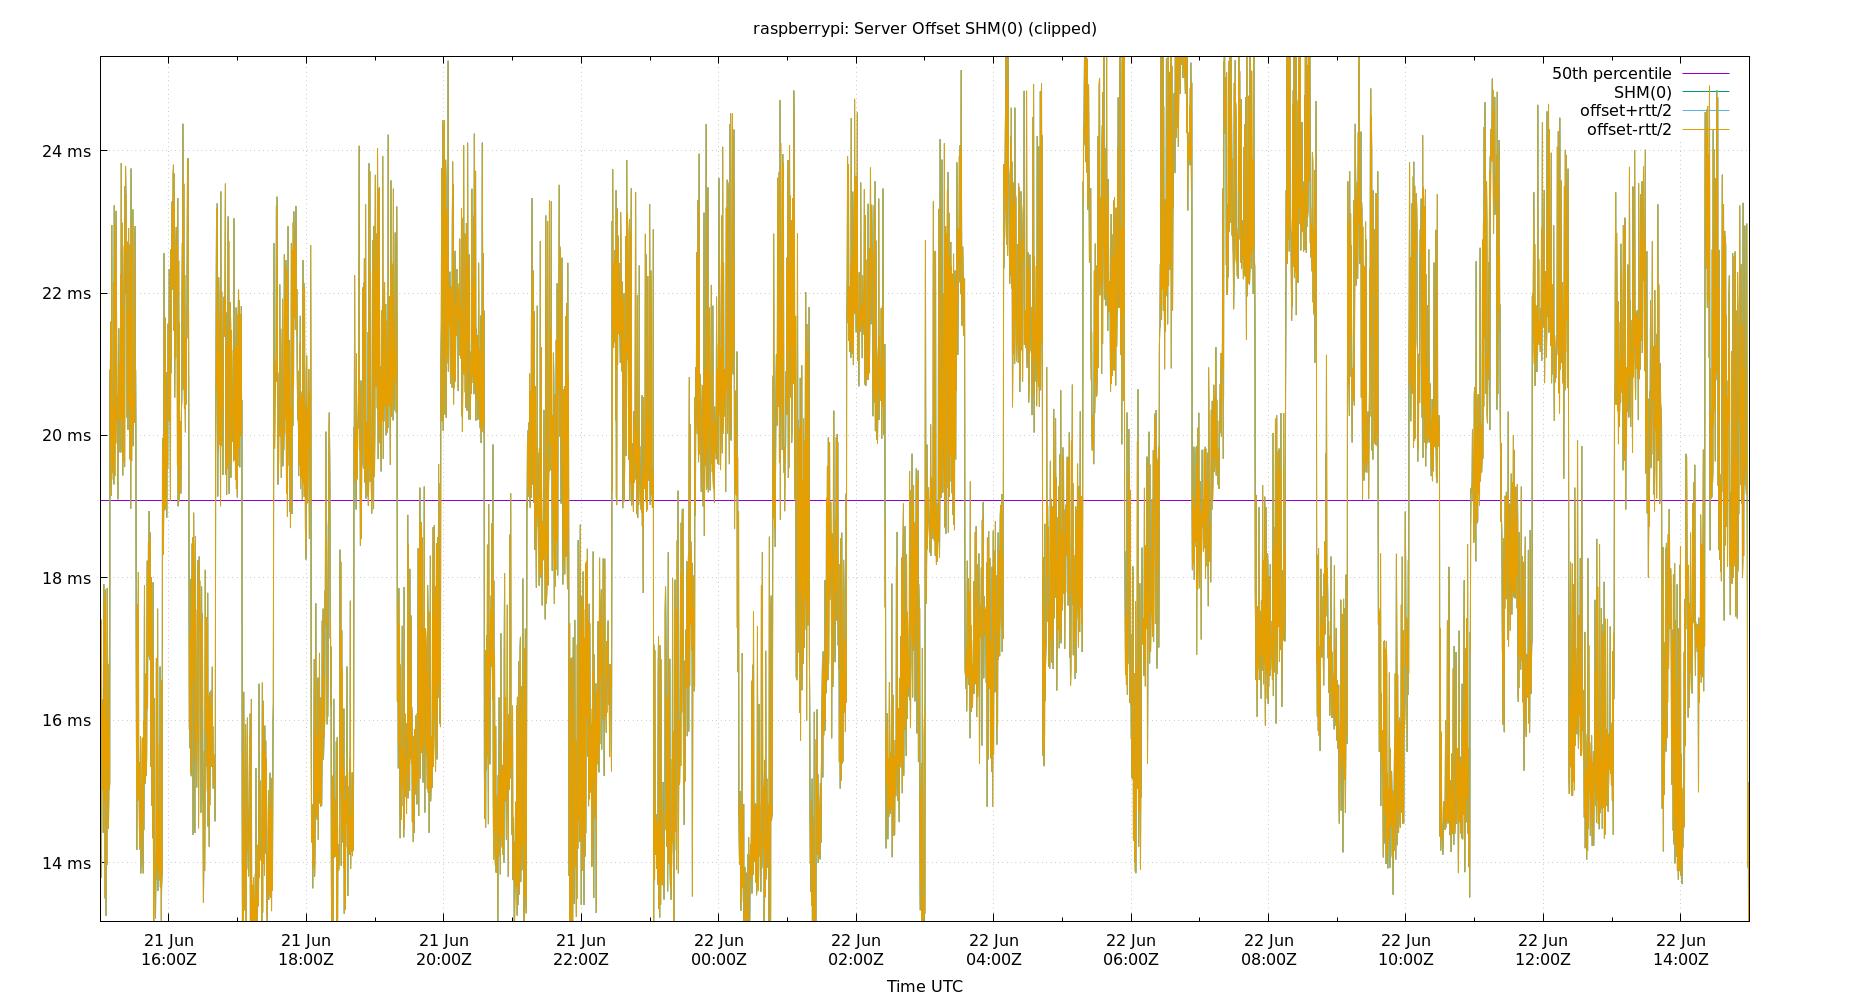 raspberrypi: Server Offset SHM(0) (clipped)
50th percentile
SHM(0)
offset+rtt/2
offset-rtt/2
24 ms
22 ms
20 ms
18 ms
16 ms
14 ms
21 Jun 21 Jun 21 Jun 21 Jun 22 Jun 22 Jun 22 Jun 22 Jun 22 Jun 22 Jun 22 Jun 22 Jun
16:00Z 18:00Z 20:00Z 22:00Z 00:00Z 02:00Z 04:00Z 06:00Z 08:00Z 10:00Z 12:00Z 14:00Z
Time UTC